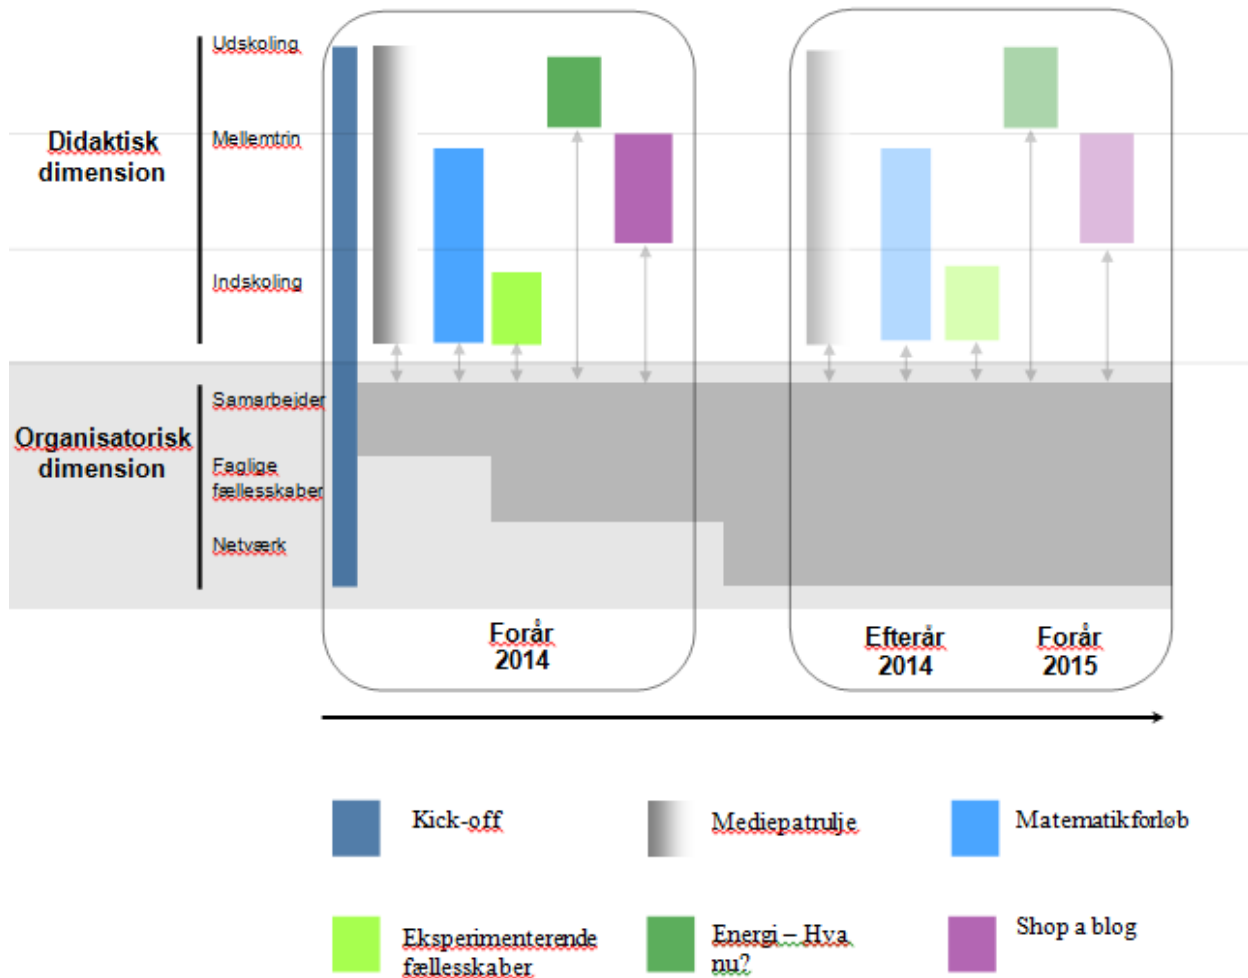 Udskoling
Didaktisk
dimension
Mellemtrin
Indskoling
Samarbejder
Organisatorisk
dimension
Faglige
fællesskaber
Netværk
Forår
2014
Efterår
2014
Forår
2015
Kick-off
Mediepatrulje
Matematikforløb
Eksperimenterende
fællesskaber
Energi – Hva
nu?
Shop a blog